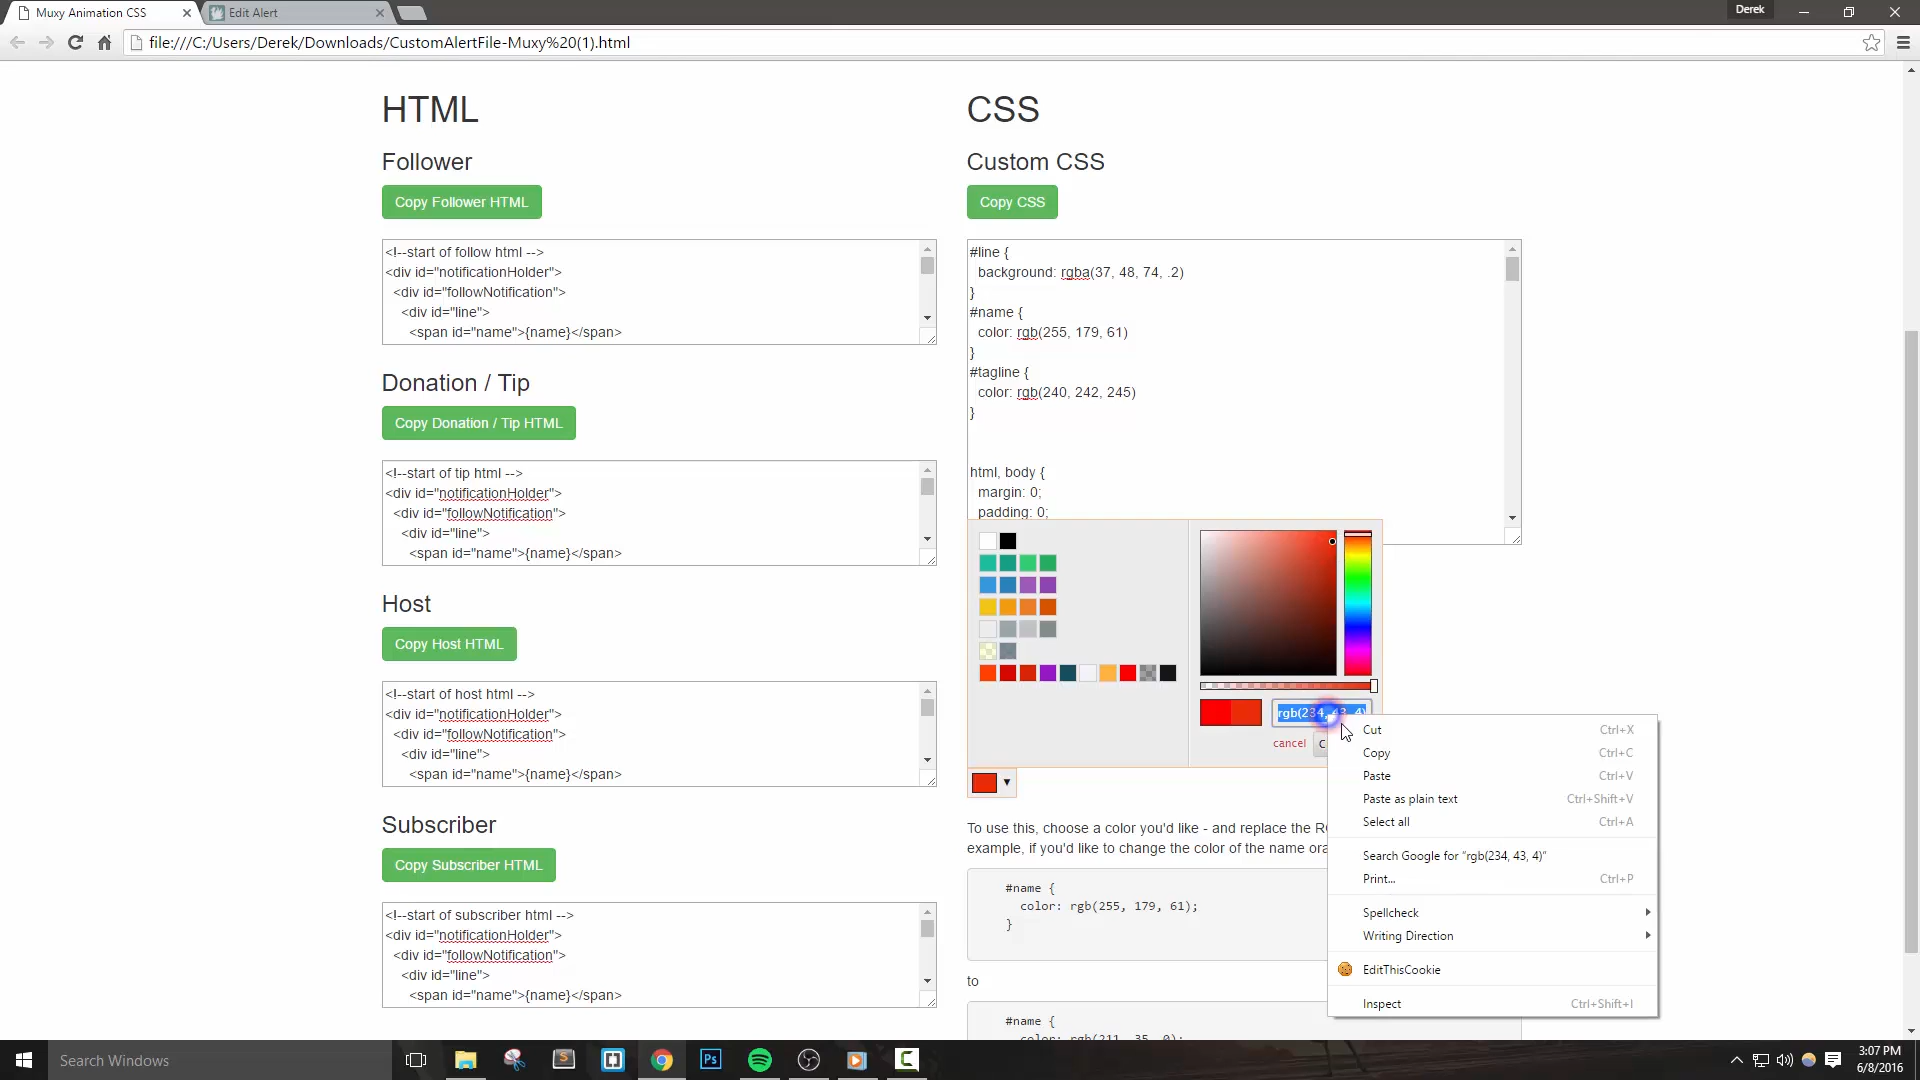 Muxy Animation CSS
Edit Alert
Derek
file:///C:/Users/Derek/Downloads/CustomAlertFile-Muxy%20(1).html
HTML
Follower
Copy Follower HTML
<!--start of follow html -->
<div id="notificationHolder">
<div id="followNotification">
<div id="line">
<span id="name">{name}</span>
Donation / Tip
Copy Donation / Tip HTML
<!--start of tip html -->
<div id="notificationHolder">
<div id="followNotification">
<div id="line">
<span id="name">{name}</span>
Host
Copy Host HTML
<!--start of host html -->
<div id="notificationHolder">
<div id="followNotification">
<div id="line">
<span id="name">{name}</span>
Subscriber
Copy Subscriber HTML
<!--start of subscriber html -->
<div id="notificationHolder">
<div id="followNotification">
<div id="line">
<span id="name">{name}</span>
CSS
Custom CSS
Copy CSS
#line {
background: rgba(37, 48, 74, .2)
}
#name {
color: rgb(255, 179, 61)
}
#tagline {
color: rgb(240, 242, 245)
}
html, body {
margin: 0;
padding: 0;
rgb(234, 43, 4)
cancel
Cut Ctrl+X
Copy Ctrl+C
Paste Ctrl+V
Paste as plain text Ctrl+Shift+V
Select all Ctrl+A
Search Google for "rgb(234, 43, 4)"
Print... Ctrl+P
Spellcheck
Writing Direction
EditThisCookie
Inspect Ctrl+Shift+I
To use this, choose a color you'd like - and replace the
example, if you'd like to change the color of the name
#name {
color: rgb(255, 179, 61);
}
to
#name {
color: rgb(211, 35, 0);
Search Windows
3:07 PM
6/8/2016